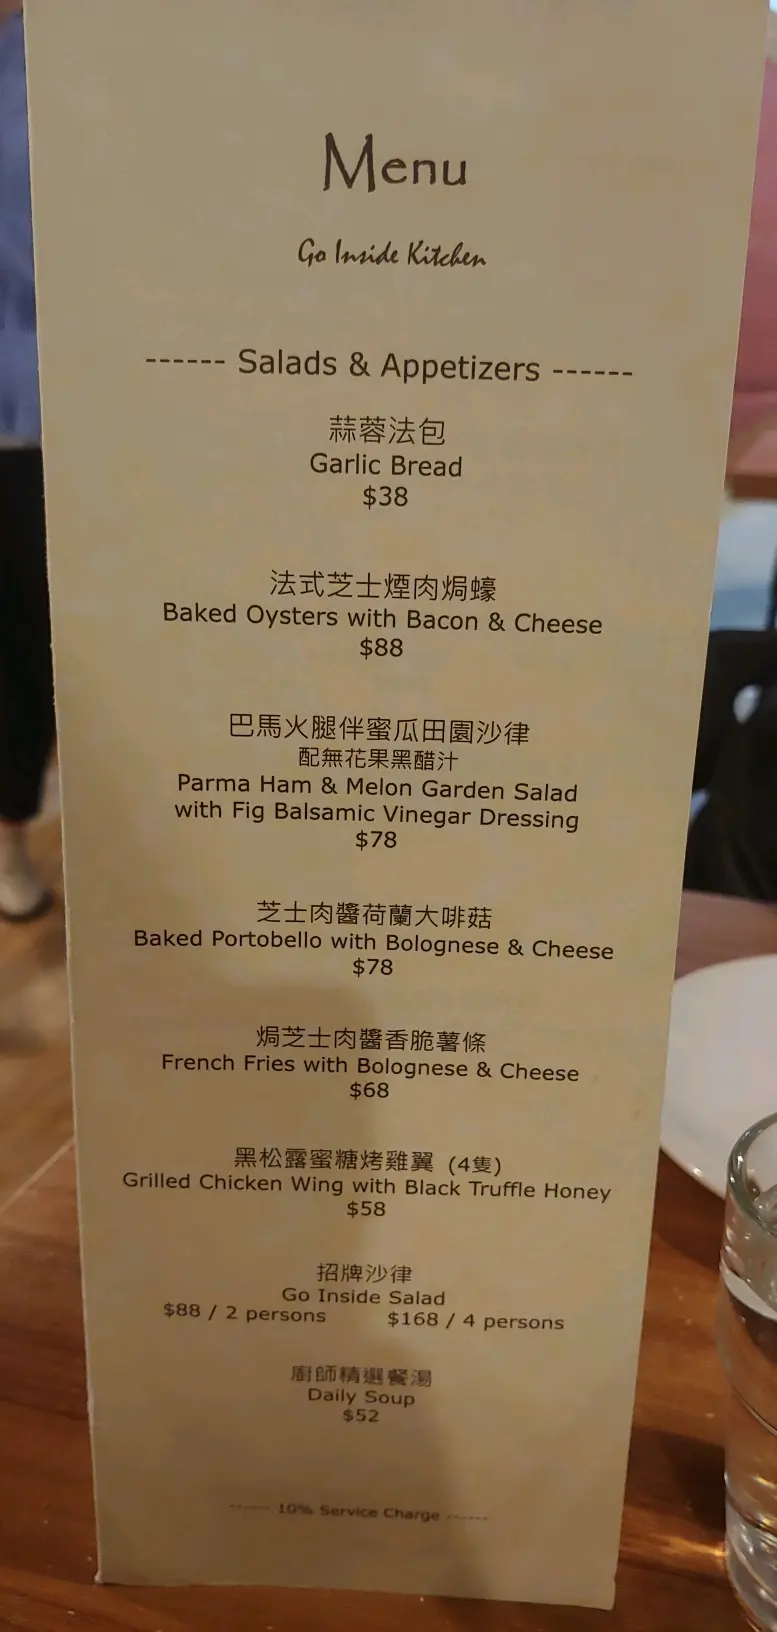 Menu
Go Inside Kitchen
------ Salads & Appetizers ------
蒜蓉法包
Garlic Bread
$38
法式芝士煙肉焗蠔
Baked Oysters with Bacon & Cheese
$88
巴馬火腿伴蜜瓜田園沙律
配無花果黑醋汁
Parma Ham & Melon Garden Salad
with Fig Balsamic Vinegar Dressing
$78
芝士肉醬荷蘭大啡菇
Baked Portobello with Bolognese & Cheese
$78
焗芝士肉醬香脆薯條
French Fries with Bolognese & Cheese
$68
黑松露蜜糖烤雞翼 (4隻)
Grilled Chicken Wing with Black Truffle Honey
$58
招牌沙律
Go Inside Salad
$88 / 2 persons $168 / 4 persons
廚師精選餐湯
Daily Soup
$52
------ 10% Service Charge ------